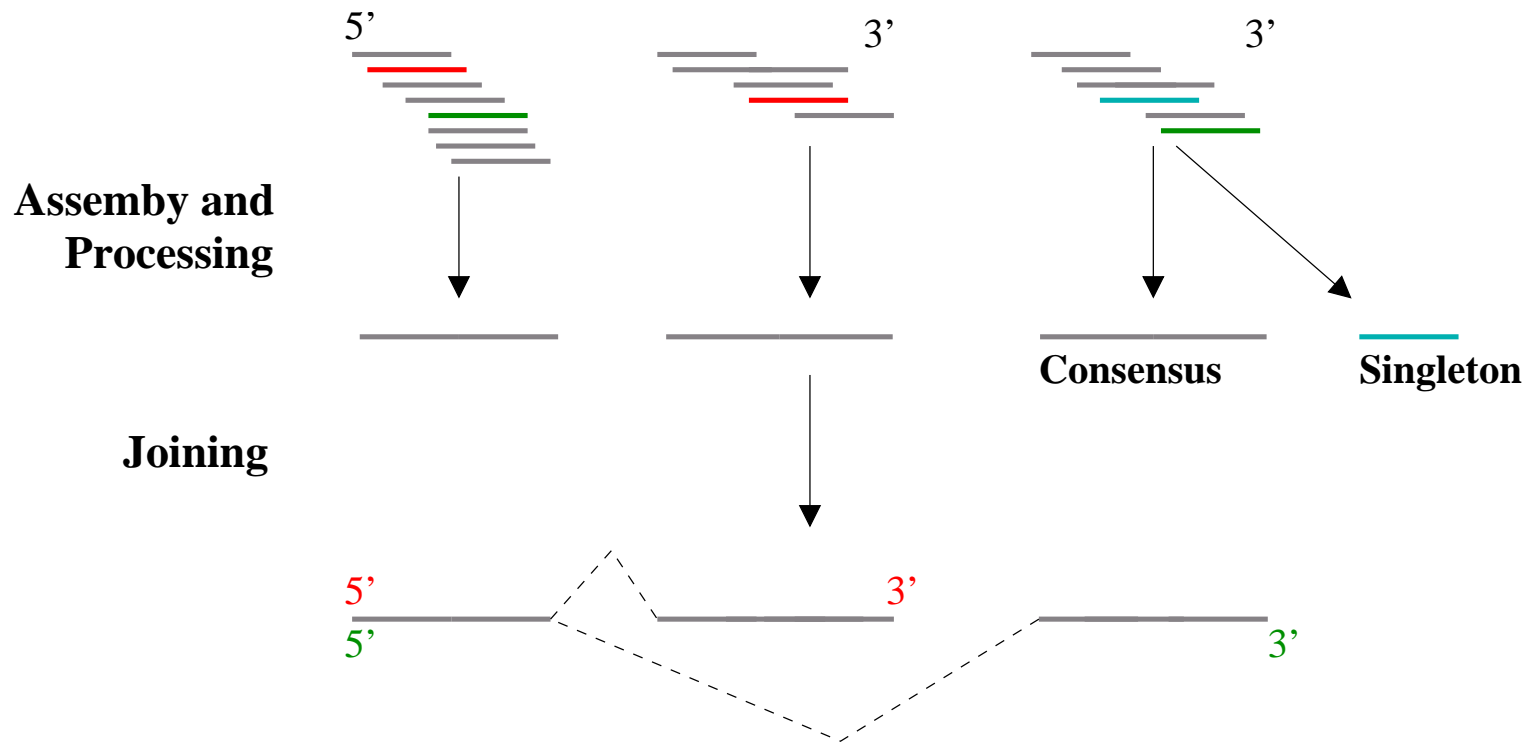 5’
3’
3’
Assemby and
Processing
Consensus
Singleton
Joining
5’
3’
5’
3’